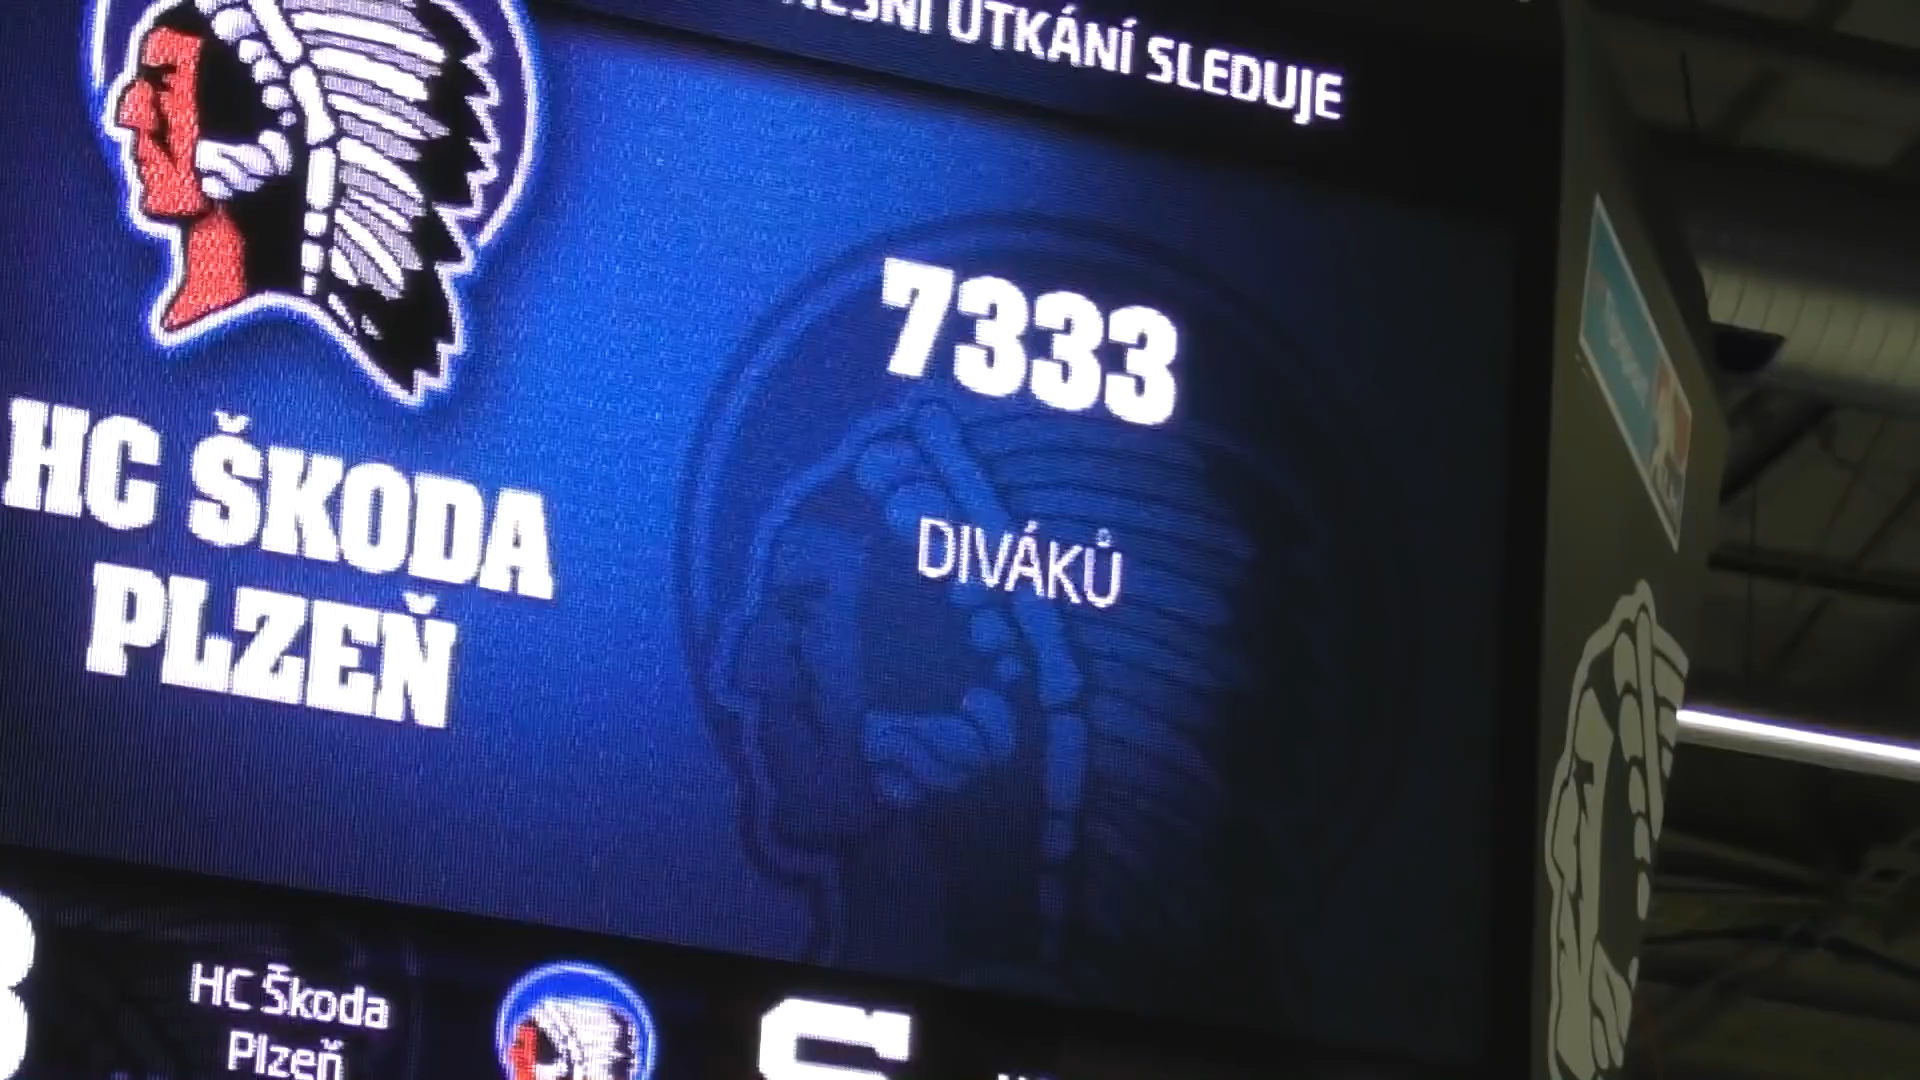 UTKÁNÍ SLEDUJE
7333
DIVÁKŮ
HC ŠKODA
PLZEŇ
HC Škoda
Plzeň